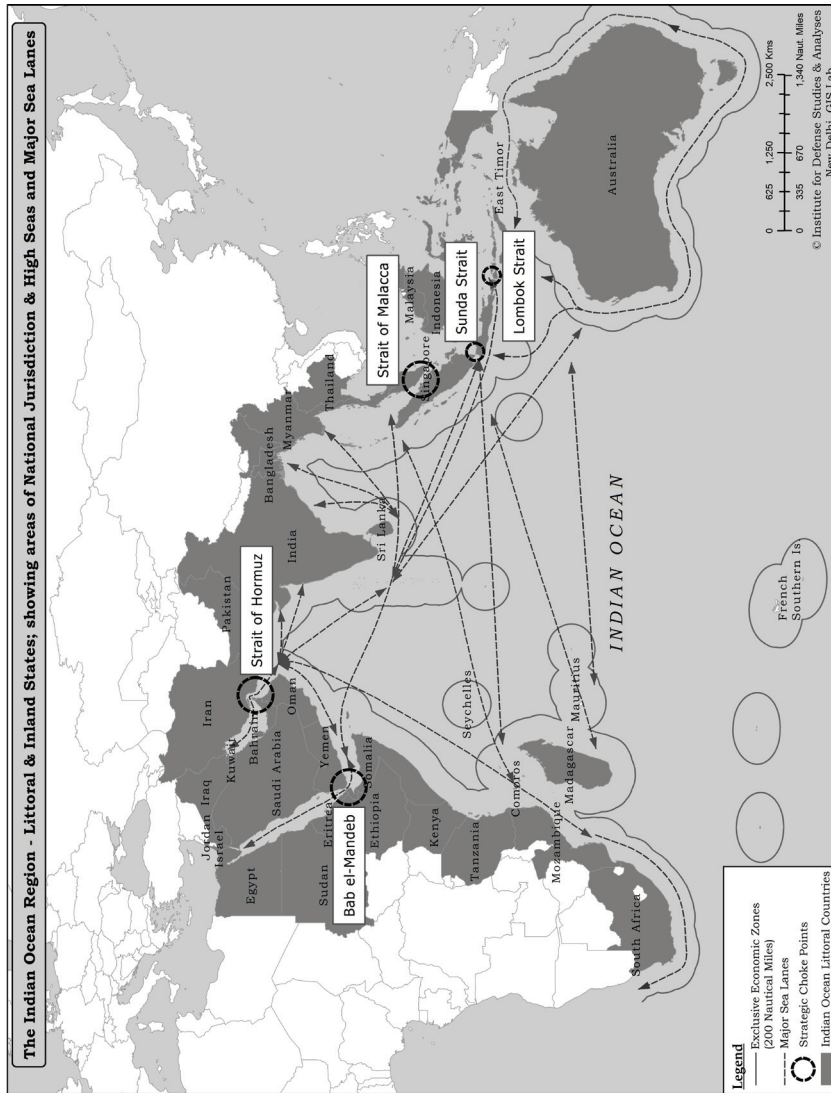 The Indian Ocean Region - Littoral & Inland States; showing areas of National Jurisdiction & High Seas and Major Sea Lanes
Jordan
Israel
Iraq
Iran
Kuwait
Bahrain
Strait of Hormuz
Pakistan
Egypt
Saudi Arabia
Oman
India
Bangladesh
Myanmar
Thailand
Sudan
Eritrea
Yemen
Bab el-Mandeb
Ethiopia
Somalia
Sri Lanka
Strait of Malacca
Singapore
Malaysia
Indonesia
Kenya
Tanzania
Seychelles
Sunda Strait
Lombok Strait
East Timor
Comoros
Mozambique
Madagascar
Mauritius
INDIAN OCEAN
South Africa
Australia
French
Southern Is
Legend
Exclusive Economic Zones
(200 Nautical Miles)
Major Sea Lanes
Strategic Choke Points
Indian Ocean Littoral Countries
0 625 1,250 2,500 Kms
0 335 670 1,340 Naut. Miles
© Institute for Defense Studies & Analyses
New Delhi, GIS Lab